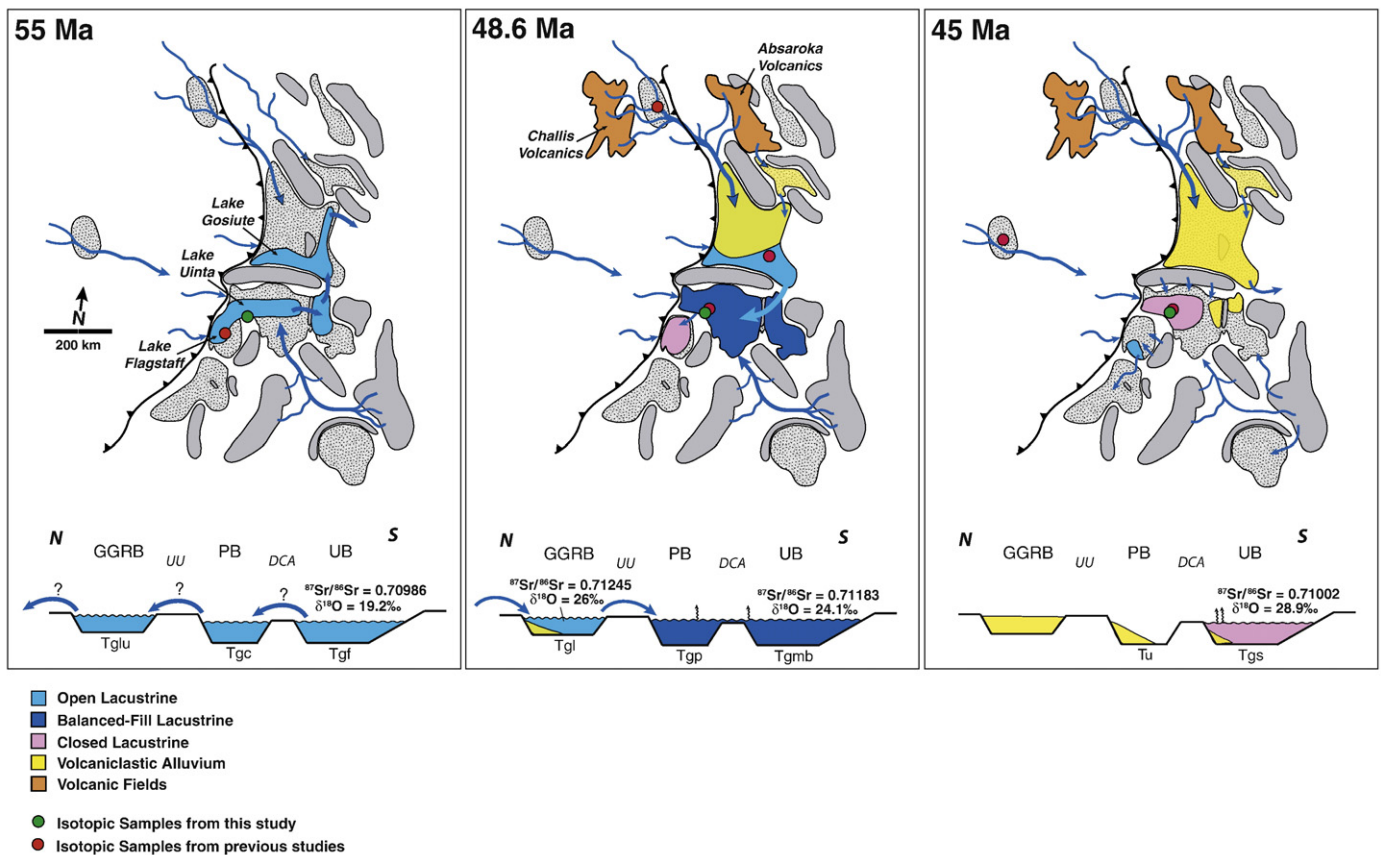 55 Ma
Lake
Gosiute
Lake
Uinta
N
200 km
Lake
Flagstaff
N
S
GGRB
UU
PB
DCA
UB
?
?
?
⁸⁷Sr/⁸⁶Sr = 0.70986
δ¹⁸O = 19.2‰
Tglu
Tgc
Tgf
48.6 Ma
Absaroka
Volcanics
Challis
Volcanics
N
S
GGRB
UU
PB
DCA
UB
⁸⁷Sr/⁸⁶Sr = 0.71245
δ¹⁸O = 26‰
⁸⁷Sr/⁸⁶Sr = 0.71183
δ¹⁸O = 24.1‰
Tgl
Tgp
Tgmb
45 Ma
N
S
GGRB
UU
PB
DCA
UB
⁸⁷Sr/⁸⁶Sr = 0.71002
δ¹⁸O = 28.9‰
Tu
Tgs
Open Lacustrine
Balanced-Fill Lacustrine
Closed Lacustrine
Volcaniclastic Alluvium
Volcanic Fields
Isotopic Samples from this study
Isotopic Samples from previous studies